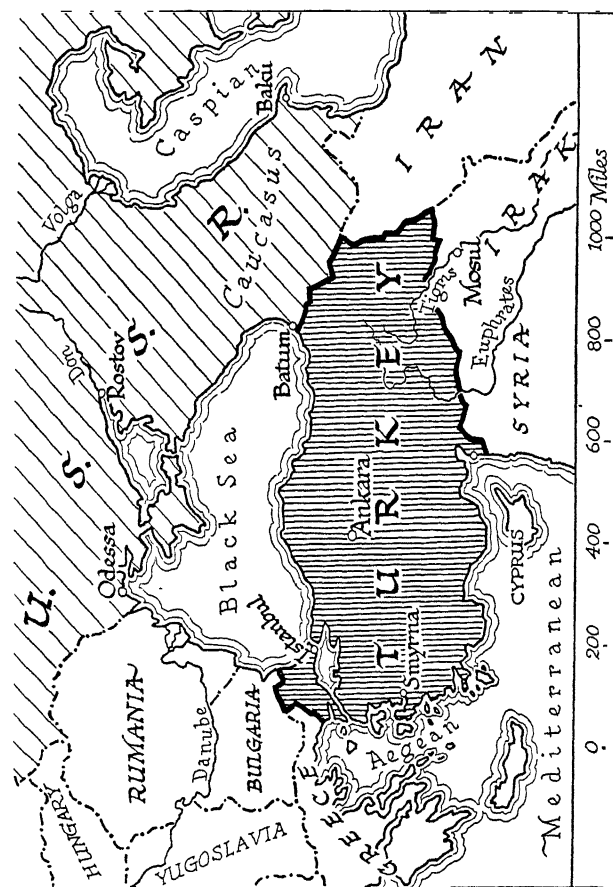 U. S. S. R.
HUNGARY
RUMANIA
YUGOSLAVIA
BULGARIA
GREECE
Danube
Odessa
Don
Rostov
Volga
Caspian
Baku
Caucasus
Black Sea
Batum
Istanbul
TURKEY
Ankara
Smyrna
Aegean
Mediterranean
CYPRUS
SYRIA
Euphrates
Tigris
Mosul
IRAK
IRAN
0 200 400 600 800 1000 Miles